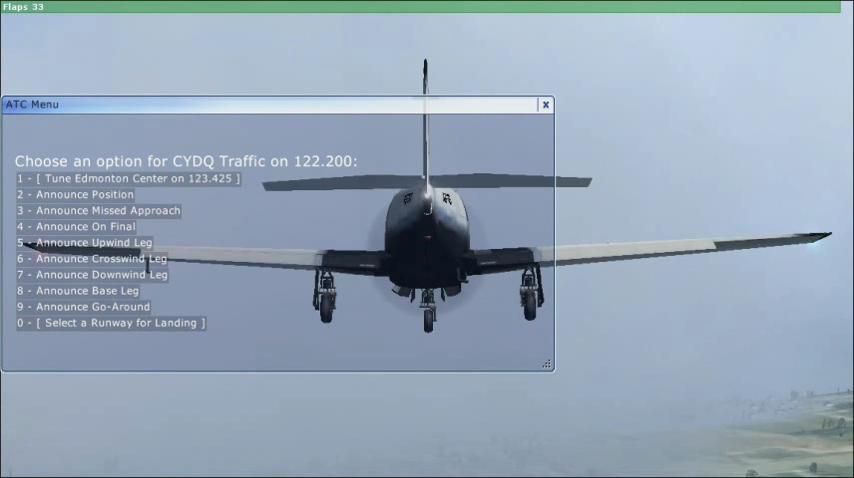 Flaps 33
ATC Menu
x
Choose an option for CYDQ Traffic on 122.200:
1 - [ Tune Edmonton Center on 123.425 ]
2 - Announce Position
3 - Announce Missed Approach
4 - Announce On Final
5 - Announce Upwind Leg
6 - Announce Crosswind Leg
7 - Announce Downwind Leg
8 - Announce Base Leg
9 - Announce Go-Around
0 - [ Select a Runway for Landing ]